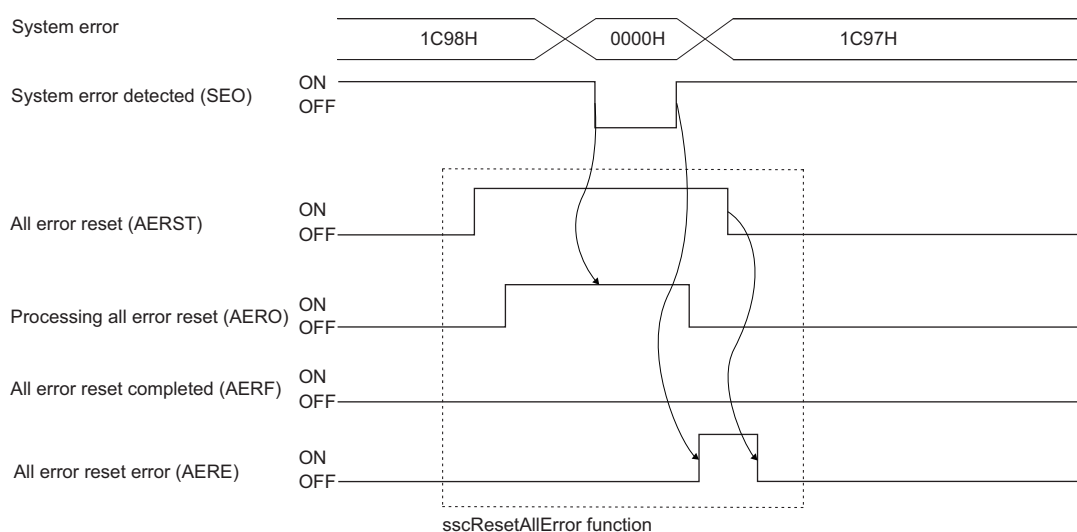 System error
1C98H
0000H
1C97H
System error detected (SEO)
ON
OFF
All error reset (AERST)
ON
OFF
Processing all error reset (AERO)
ON
OFF
All error reset completed (AERF)
ON
OFF
All error reset error (AERE)
ON
OFF
sscResetAllError function